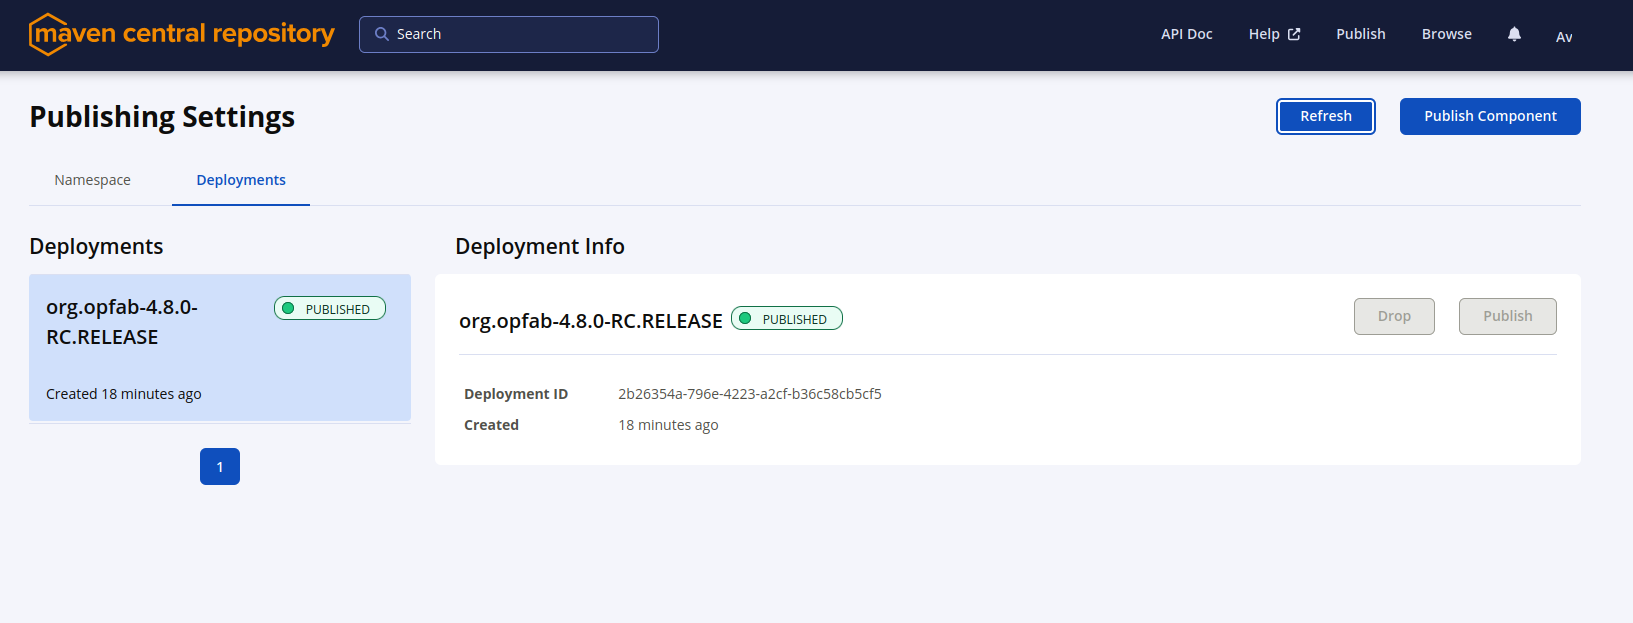 maven central repository
Search
API Doc
Help
Publish
Browse
Av
Publishing Settings
Refresh
Publish Component
Namespace
Deployments
Deployments
org.opfab-4.8.0-
RC.RELEASE
PUBLISHED
Created 18 minutes ago
1
Deployment Info
org.opfab-4.8.0-RC.RELEASE
PUBLISHED
Drop
Publish
Deployment ID 2b26354a-796e-4223-a2cf-b36c58cb5cf5
Created 18 minutes ago